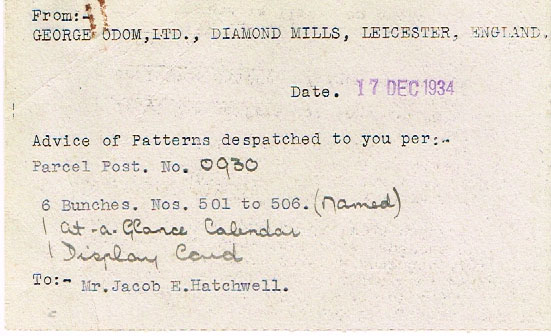 From:-
GEORGE ODOM,LTD., DIAMOND MILLS, LEICESTER, ENGLAND.
Date. 17 DEC 1934
Advice of Patterns despatched to you per:-
Parcel Post. No. 0930
6 Bunches. Nos. 501 to 506. (named)
1 At-a-Glance Calendar
1 Display Card
To:- Mr.Jacob E.Hatchwell.